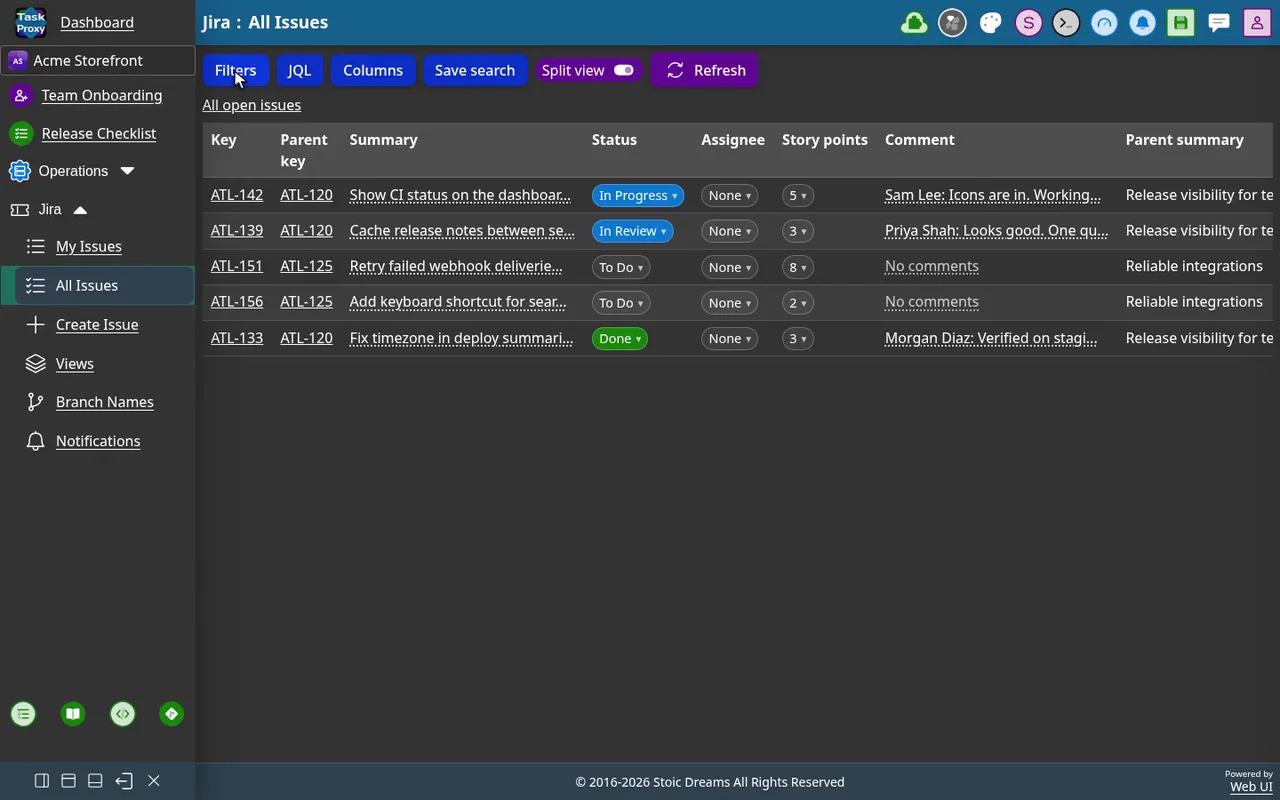 Task Proxy
Dashboard
Jira : All Issues
S
AS
Acme Storefront
Team Onboarding
Release Checklist
Operations
Jira
My Issues
All Issues
Create Issue
Views
Branch Names
Notifications
Filters
JQL
Columns
Save search
Split view
Refresh
All open issues
Key Parent key Summary Status Assignee Story points Comment Parent summary
ATL-142 ATL-120 Show CI status on the dashboar... In Progress ▾ None ▾ 5 ▾ Sam Lee: Icons are in. Working... Release visibility for te
ATL-139 ATL-120 Cache release notes between se... In Review ▾ None ▾ 3 ▾ Priya Shah: Looks good. One qu... Release visibility for te
ATL-151 ATL-125 Retry failed webhook deliverie... To Do ▾ None ▾ 8 ▾ No comments Reliable integrations
ATL-156 ATL-125 Add keyboard shortcut for sear... To Do ▾ None ▾ 2 ▾ No comments Reliable integrations
ATL-133 ATL-120 Fix timezone in deploy summari... Done ▾ None ▾ 3 ▾ Morgan Diaz: Verified on stagi... Release visibility for te
© 2016-2026 Stoic Dreams All Rights Reserved
Powered by
Web UI